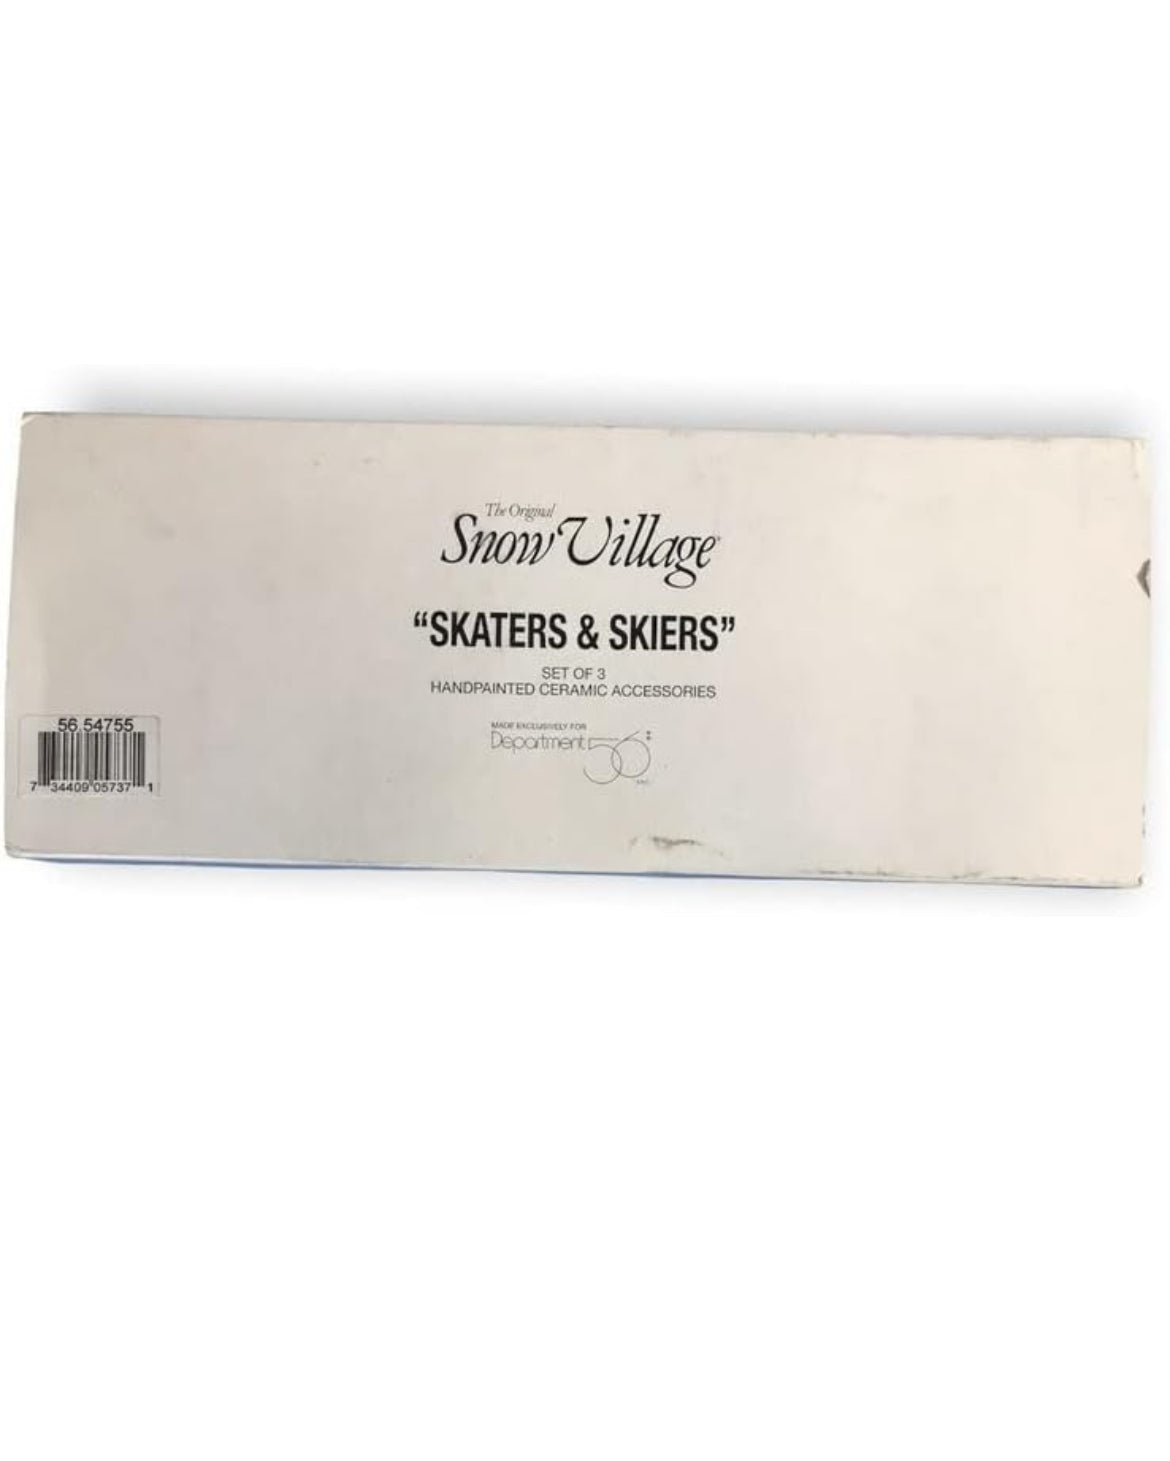 The Original
Snow Village®
“SKATERS & SKIERS”
SET OF 3
HANDPAINTED CERAMIC ACCESSORIES
MADE EXCLUSIVELY FOR
Department 56
INC.
56.54755
7 34409 05737 1